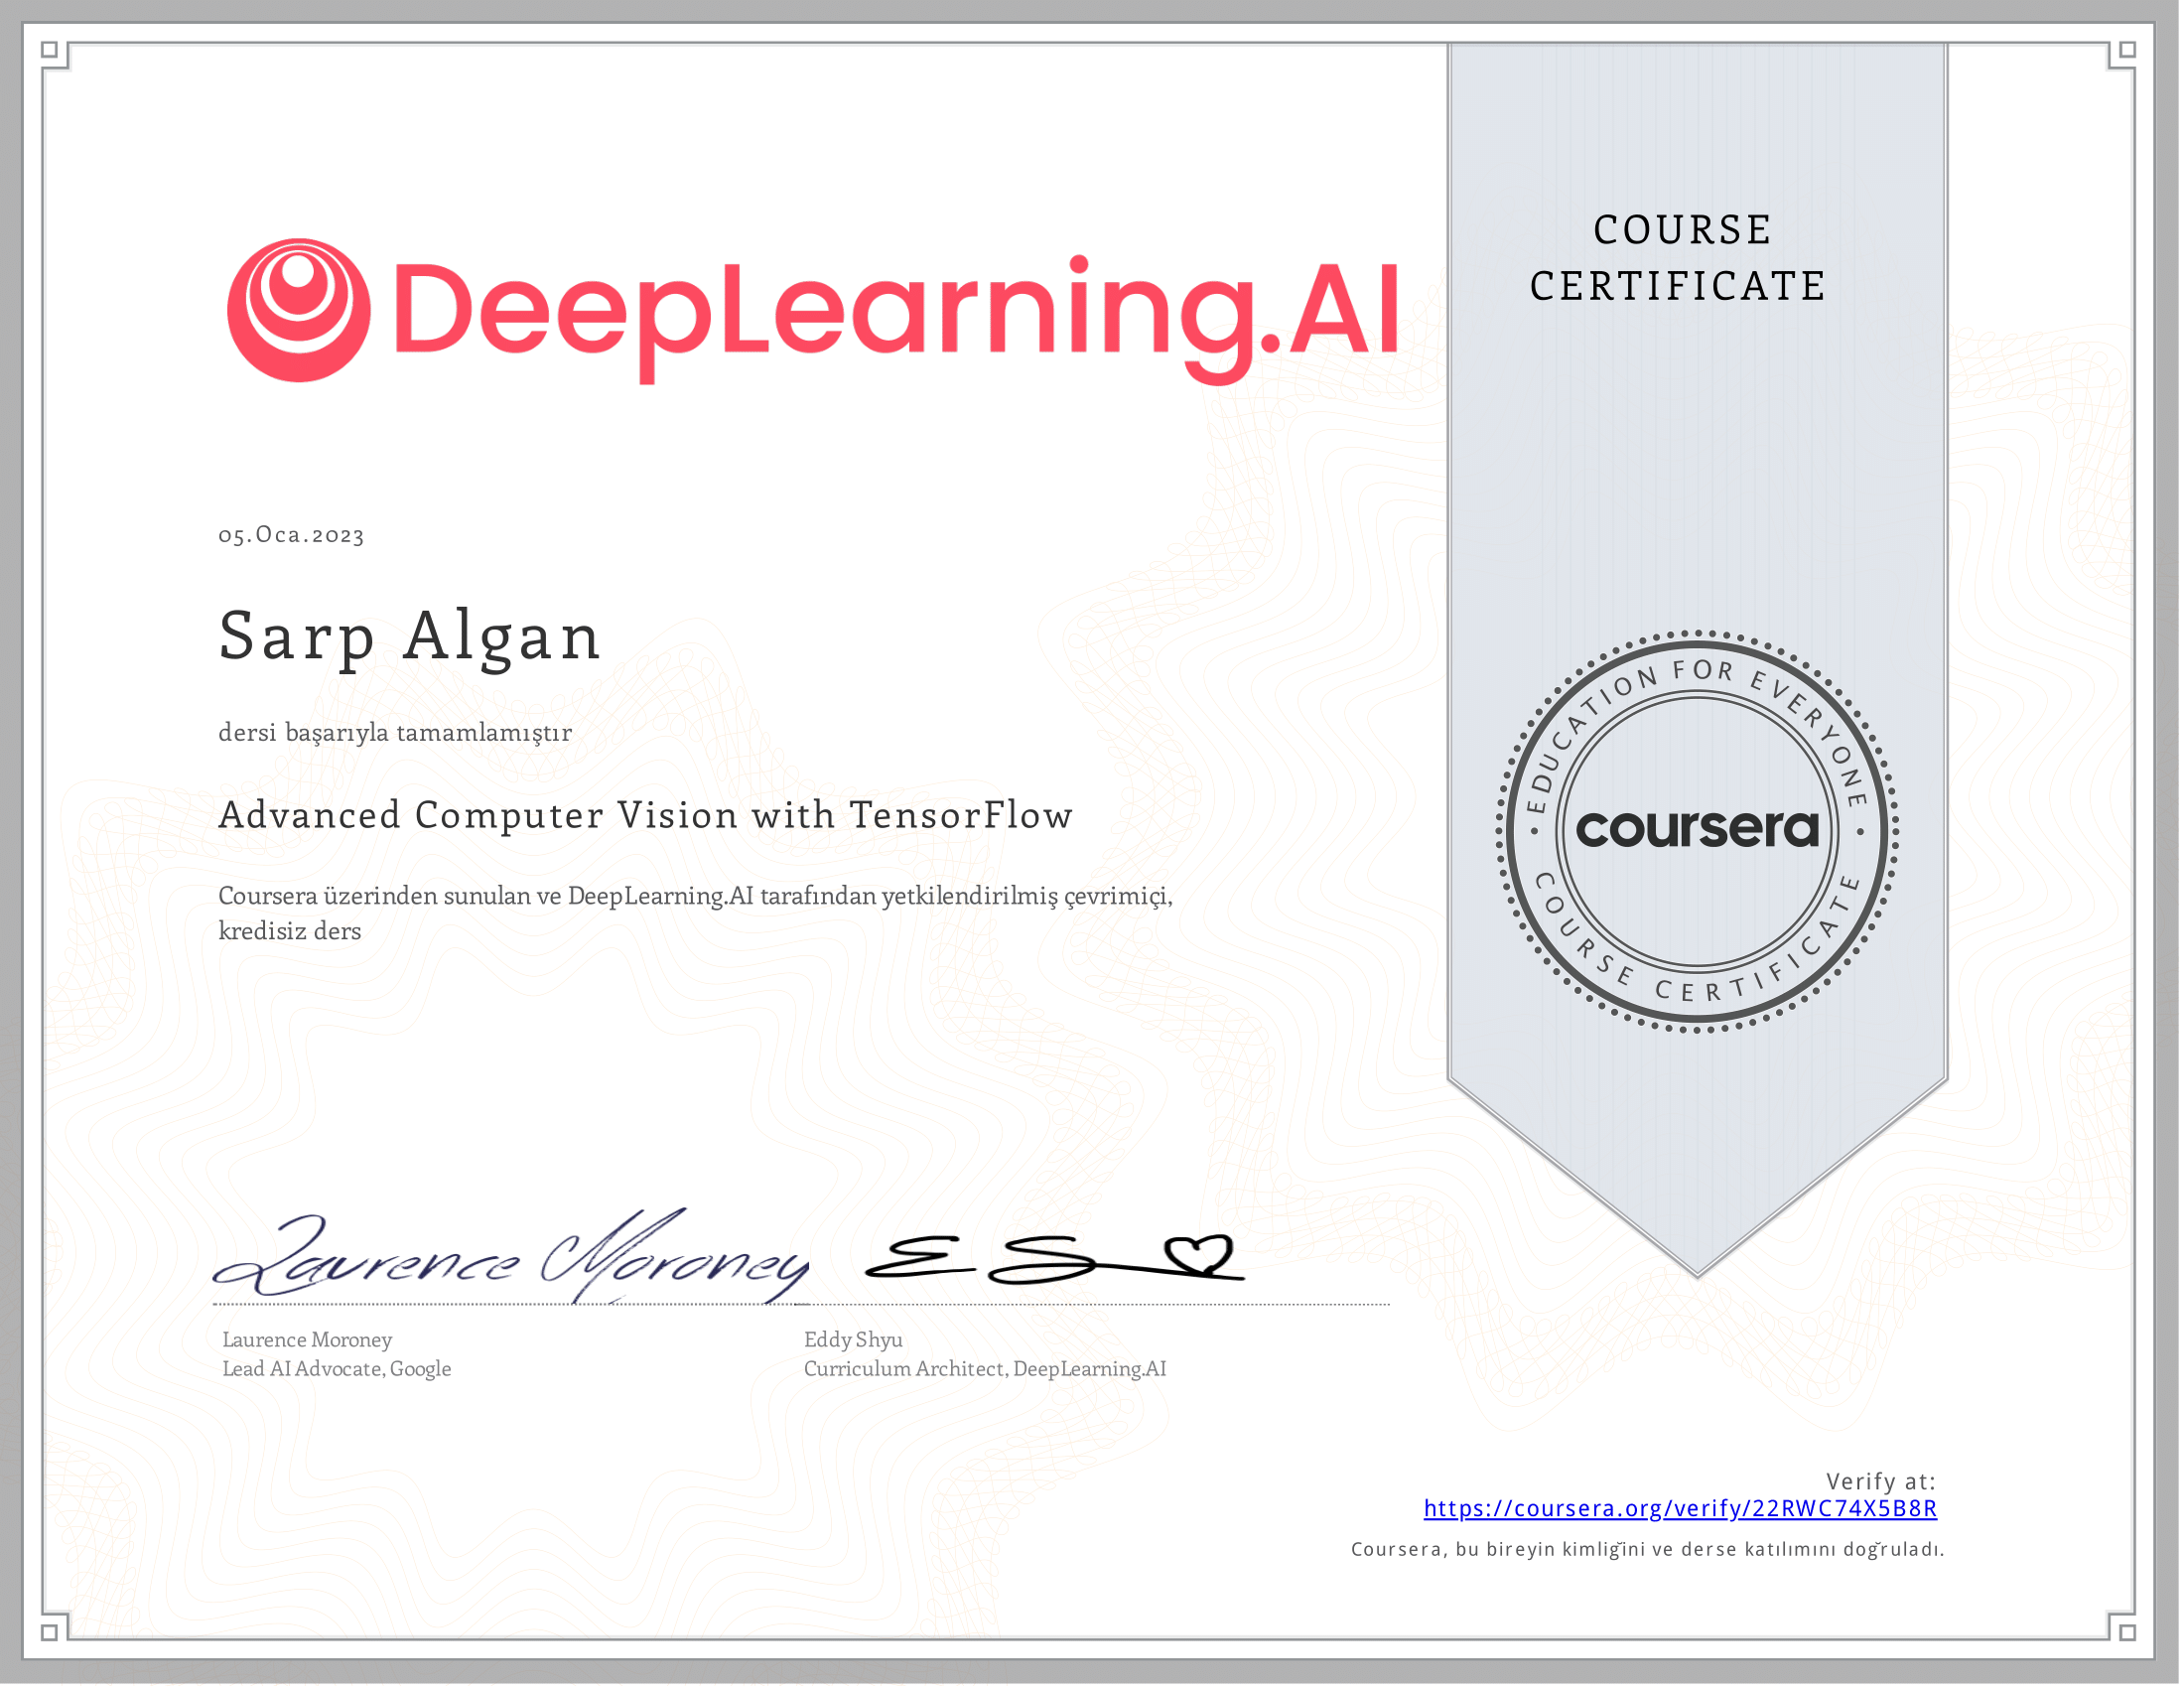 DeepLearning.AI
COURSE
CERTIFICATE
05.Oca.2023
Sarp Algan
dersi başarıyla tamamlamıştır
Advanced Computer Vision with TensorFlow
Coursera üzerinden sunulan ve DeepLearning.AI tarafından yetkilendirilmiş çevrimiçi,
kredisiz ders
EDUCATION FOR EVERYONE
coursera
COURSE CERTIFICATE
Laurence Moroney
Laurence Moroney
Lead AI Advocate, Google
Eddy Shyu
Curriculum Architect, DeepLearning.AI
Verify at:
https://coursera.org/verify/22RWC74X5B8R
Coursera, bu bireyin kimliğini ve derse katılımını doğruladı.